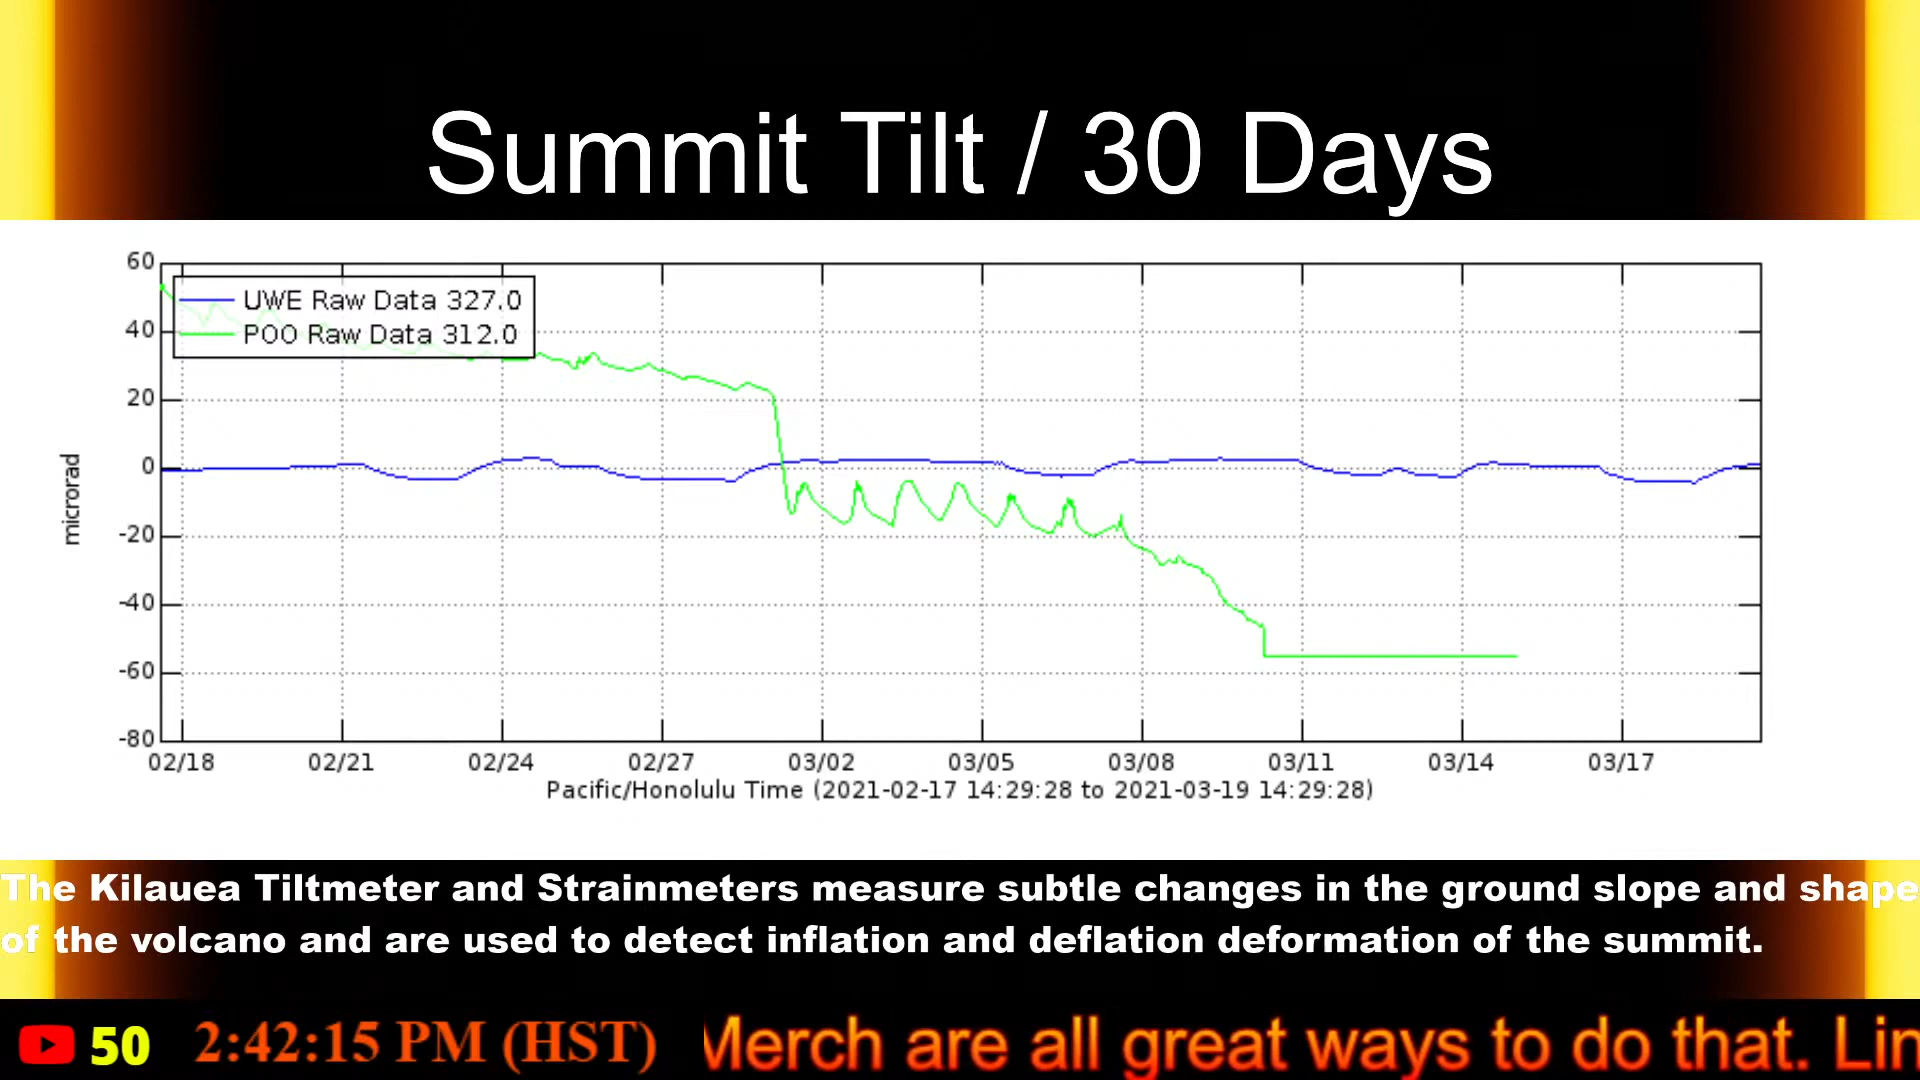 Summit Tilt / 30 Days
60
UWE Raw Data 327.0
40
POO Raw Data 312.0
20
0
-20
-40
-60
-80
microrad
02/18 02/21 02/24 02/27 03/02 03/05 03/08 03/11 03/14 03/17
Pacific/Honolulu Time (2021-02-17 14:29:28 to 2021-03-19 14:29:28)
The Kilauea Tiltmeter and Strainmeters measure subtle changes in the ground slope and shape
of the volcano and are used to detect inflation and deflation deformation of the summit.
50 2:42:15 PM (HST) Merch are all great ways to do that. Lin